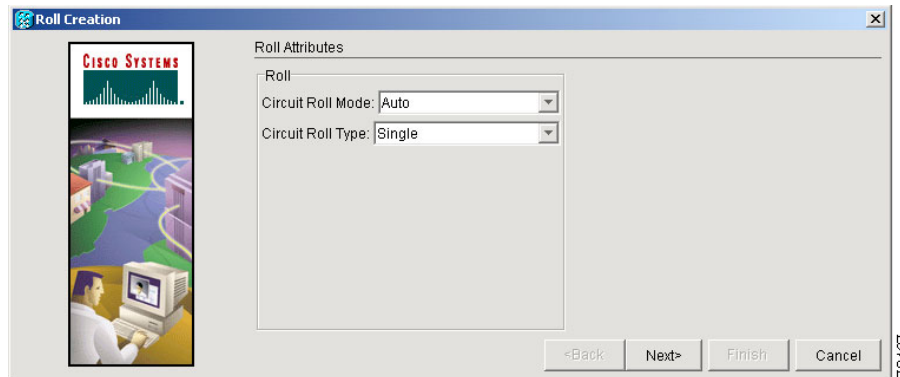 Roll Creation
CISCO SYSTEMS
Roll Attributes
Roll
Circuit Roll Mode: Auto
Circuit Roll Type: Single
<Back Next> Finish Cancel